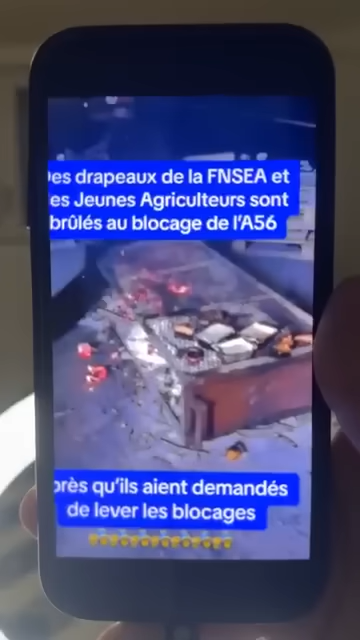 es drapeaux de la FNSEA et
es Jeunes Agriculteurs sont
brûlés au blocage de l'A56
près qu'ils aient demandés
de lever les blocages